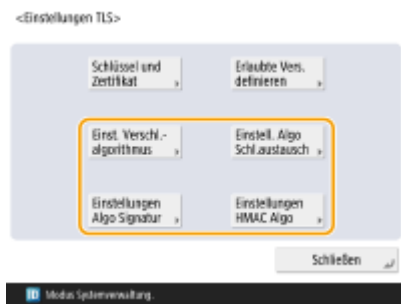 <Einstellungen TLS>
Schlüssel und
Zertifikat
Erlaubte Vers.
definieren
Einst. Verschl.-
algorithmus
Einstell. Algo
Schl.austausch
Einstellungen
Algo Signatur
Einstellungen
HMAC Algo
Schließen
ID Modus Systemverwaltung.